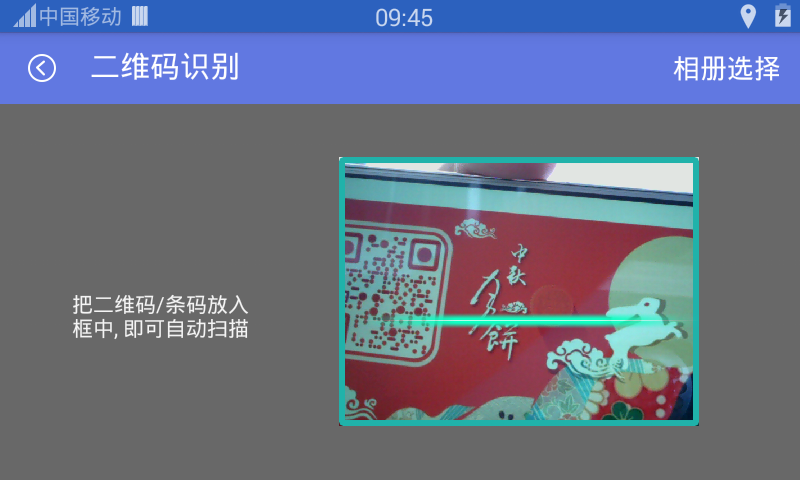 中国移动
09:45
二维码识别
相册选择
把二维码/条码放入
框中, 即可自动扫描
中秋
月饼